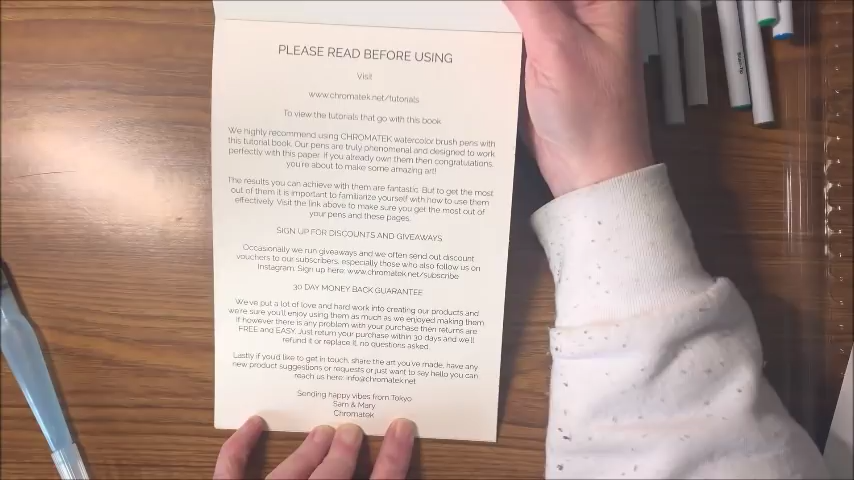 PLEASE READ BEFORE USING
Visit
www.chromatek.net/tutorials
To view the tutorials that go with this book
We highly recommend using CHROMATEK watercolor brush pens with
this tutorial book. Our pens are truly phenomenal and designed to work
perfectly with this paper. If you already own them then congratulations,
you're about to make some amazing art!
The results you can achieve with them are fantastic. But to get the most
out of them it is important to familiarize yourself with how to use them
effectively. Visit the link above to make sure you get the most out of
your pens and these pages.
SIGN UP FOR DISCOUNTS AND GIVEAWAYS
Occasionally we run giveaways and we often send out discount
vouchers to our subscribers, especially those who also follow us on
Instagram. Sign up here: www.chromatek.net/subscribe
30 DAY MONEY BACK GUARANTEE
We've put a lot of love and hard work into creating our products and
we're sure you'll enjoy using them as much as we enjoyed making them.
If however there is any problem with your purchase then returns are
FREE and EASY. Just return your purchase within 30 days and we'll
refund it or replace it, no questions asked.
Lastly if you'd like to get in touch, share the art you've made, have any
new product suggestions or requests or just want to say hello you can
reach us here: info@chromatek.net
Sending happy vibes from Tokyo
Sam & Mary
Chromatek